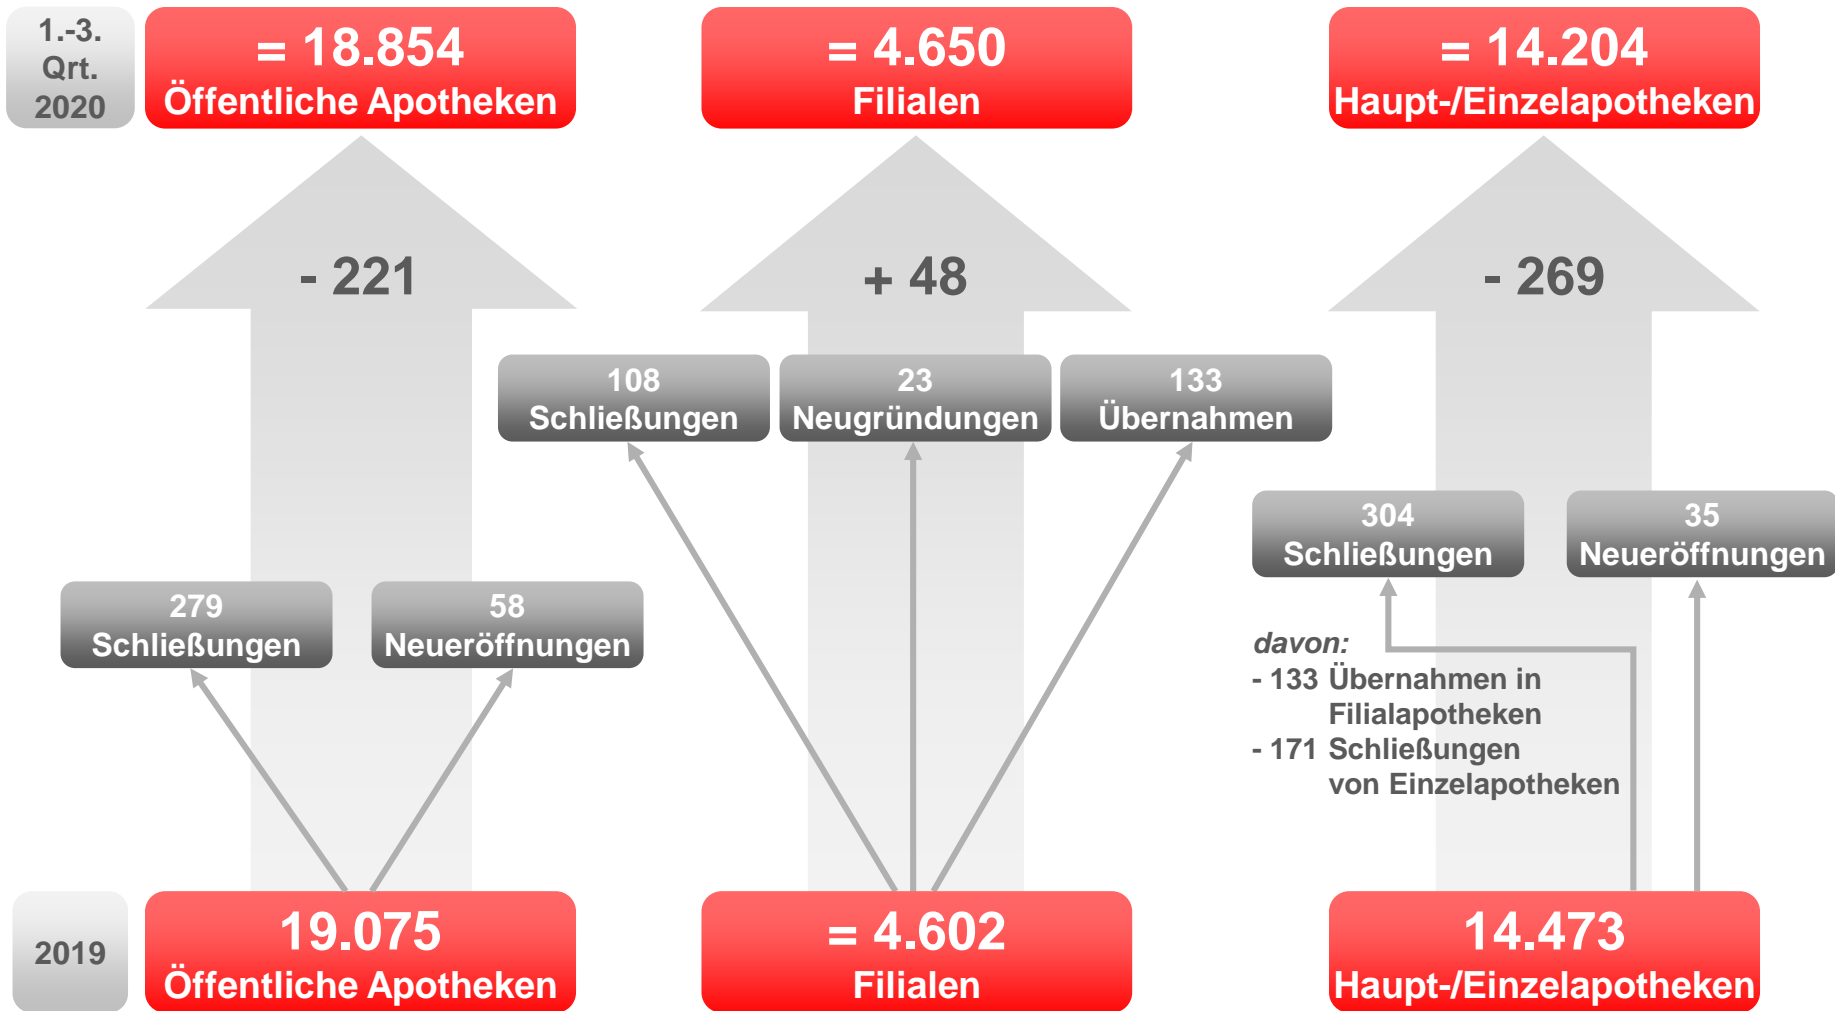 1.-3.
Qrt.
2020
= 18.854
Öffentliche Apotheken
= 4.650
Filialen
= 14.204
Haupt-/Einzelapotheken
- 221
+ 48
- 269
108
Schließungen
23
Neugründungen
133
Übernahmen
304
Schließungen
35
Neueröffnungen
279
Schließungen
58
Neueröffnungen
davon:
- 133 Übernahmen in
Filialapotheken
- 171 Schließungen
von Einzelapotheken
2019
19.075
Öffentliche Apotheken
= 4.602
Filialen
14.473
Haupt-/Einzelapotheken